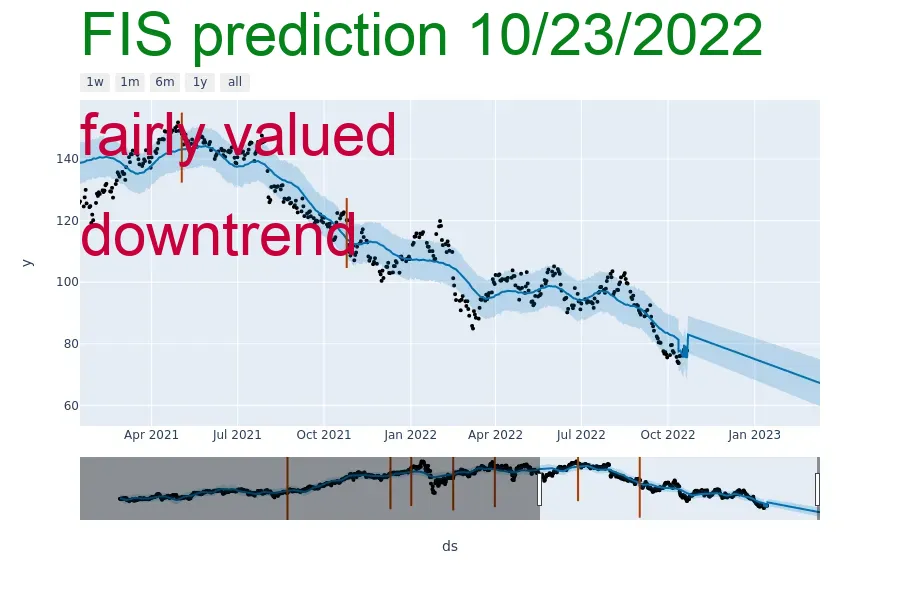 FIS prediction 10/23/2022
1w 1m 6m 1y all
fairly valued
downtrend
140
120
100
80
60
y
Apr 2021 Jul 2021 Oct 2021 Jan 2022 Apr 2022 Jul 2022 Oct 2022 Jan 2023
ds